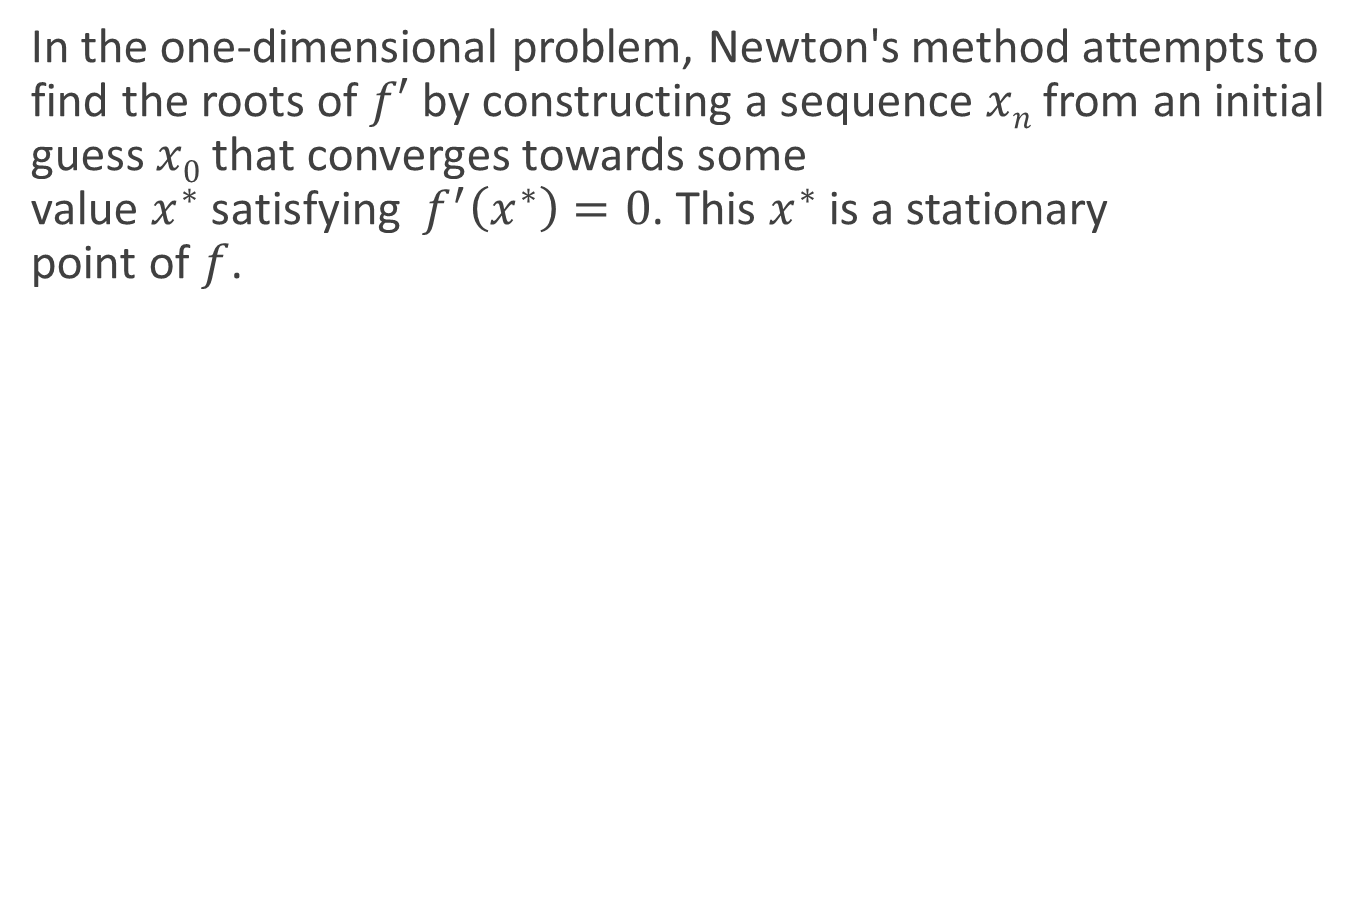 In the one-dimensional problem, Newton's method attempts to
find the roots of f′ by constructing a sequence xₙ from an initial
guess x₀ that converges towards some
value x* satisfying f′(x*) = 0. This x* is a stationary
point of f.